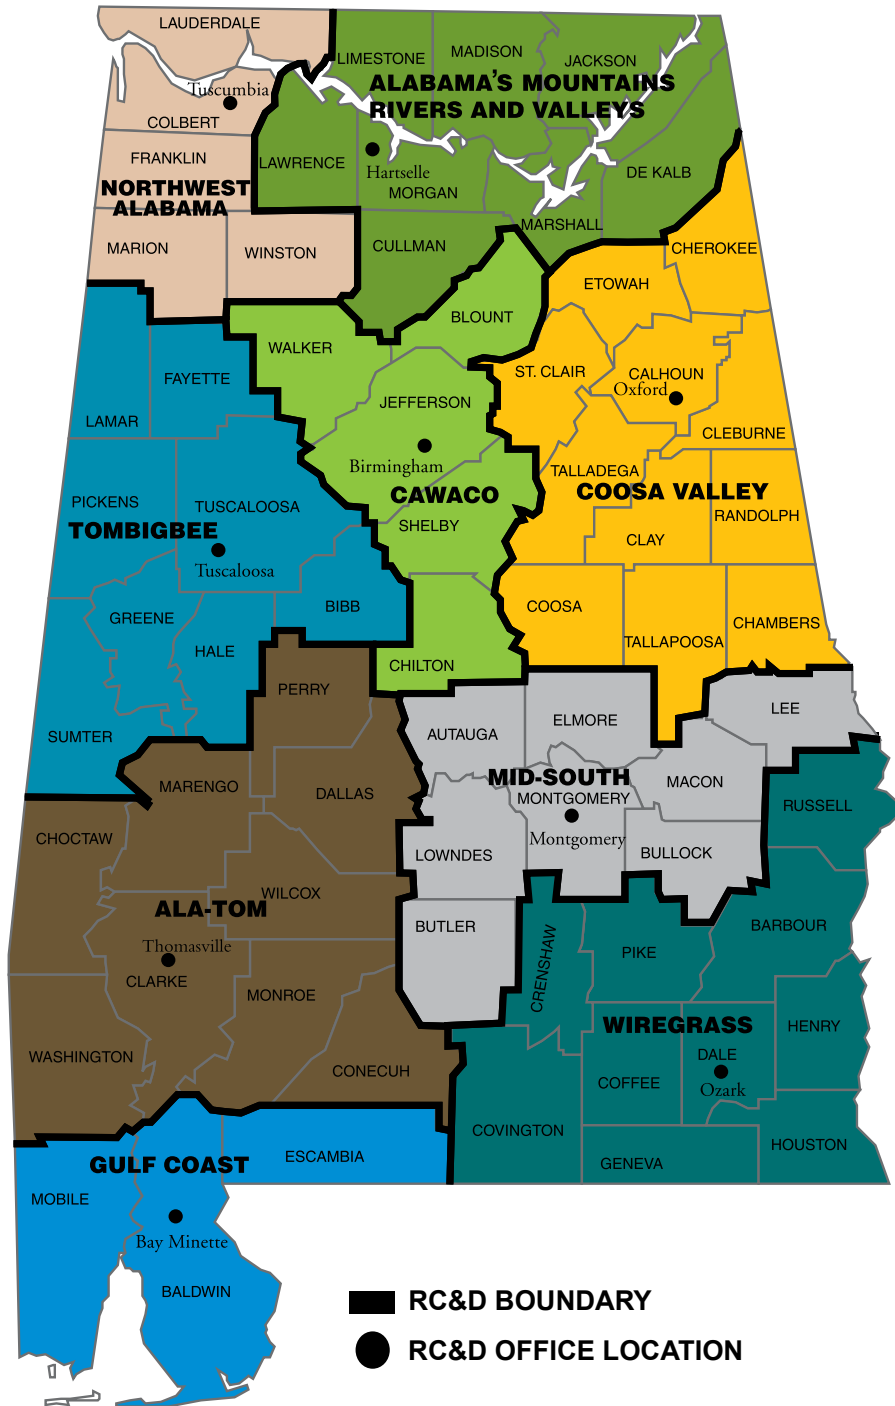 LAUDERDALE
LIMESTONE
MADISON
JACKSON
ALABAMA'S MOUNTAINS
RIVERS AND VALLEYS
Tuscumbia
COLBERT
FRANKLIN
LAWRENCE
Hartselle
MORGAN
DE KALB
NORTHWEST
ALABAMA
MARION
WINSTON
CULLMAN
MARSHALL
CHEROKEE
ETOWAH
BLOUNT
WALKER
FAYETTE
LAMAR
JEFFERSON
ST. CLAIR
CALHOUN
Oxford
CLEBURNE
Birmingham
CAWACO
TALLADEGA
COOSA VALLEY
RANDOLPH
PICKENS
TUSCALOOSA
TOMBIGBEE
Tuscaloosa
SHELBY
CLAY
GREENE
BIBB
HALE
COOSA
TALLAPOOSA
CHAMBERS
CHILTON
PERRY
SUMTER
AUTAUGA
ELMORE
LEE
MARENGO
DALLAS
MID-SOUTH
MONTGOMERY
MACON
RUSSELL
Montgomery
CHOCTAW
LOWNDES
BULLOCK
WILCOX
ALA-TOM
BUTLER
BARBOUR
Thomasville
CLARKE
MONROE
CRENSHAW
PIKE
WIREGRASS
HENRY
WASHINGTON
CONECUH
DALE
COFFEE
Ozark
COVINGTON
GENEVA
HOUSTON
GULF COAST
ESCAMBIA
MOBILE
Bay Minette
BALDWIN
RC&D BOUNDARY
RC&D OFFICE LOCATION